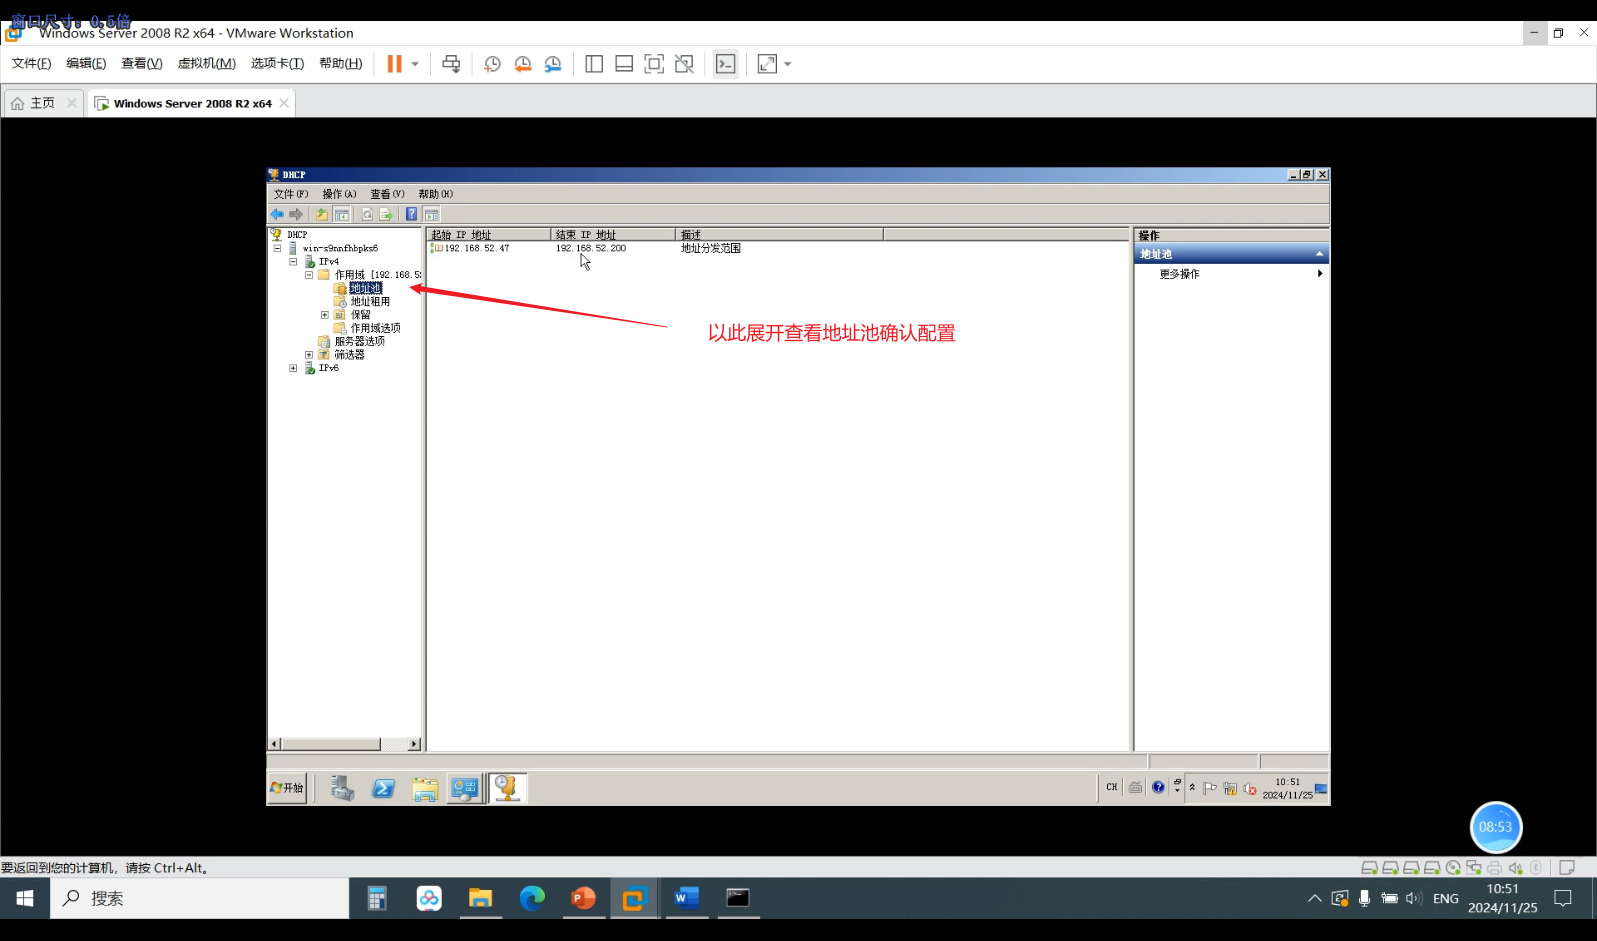 窗口尺寸：0.5倍
Windows Server 2008 R2 x64 - VMware Workstation
文件(F) 编辑(E) 查看(V) 虚拟机(M) 选项卡(T) 帮助(H)
主页 Windows Server 2008 R2 x64
DHCP
文件(F) 操作(A) 查看(V) 帮助(H)
DHCP
win-s9nnfhbpks6
IPv4
作用域 [192.168.5
地址池
地址租用
保留
作用域选项
服务器选项
筛选器
IPv6
起始 IP 地址 结束 IP 地址 描述
192.168.52.47 192.168.52.200 地址分发范围
以此展开查看地址池确认配置
操作
地址池
更多操作
开始
CH
10:51
2024/11/25
08:53
要返回到您的计算机，请按 Ctrl+Alt。
搜索
ENG
10:51
2024/11/25